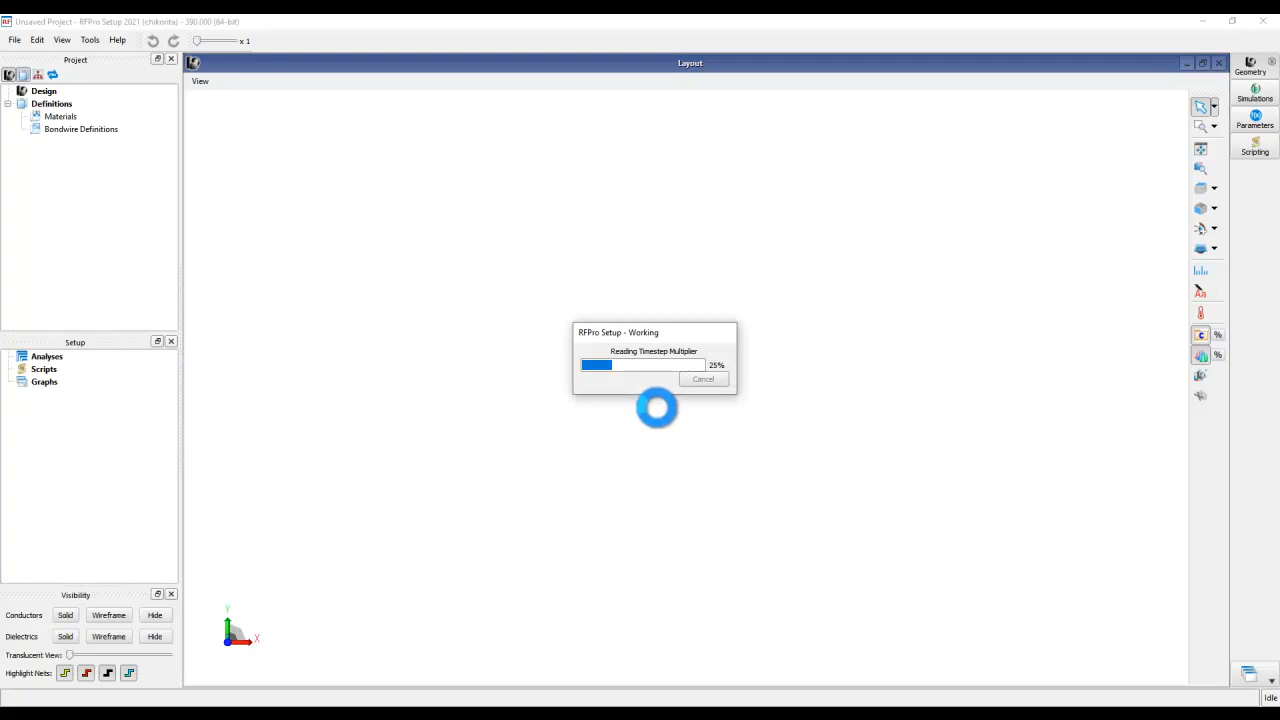 RF Unsaved Project - RFPro Setup 2021 (chikorita) - 390.000 (64-bit)
File Edit View Tools Help x 1
Project
Design
Definitions
Materials
Bondwire Definitions
Layout
View
Geometry
Simulations
f(x)
Parameters
Scripting
Aa
C %
%
RFPro Setup - Working
Reading Timestep Multiplier
25%
Cancel
Setup
Analyses
Scripts
Graphs
Y
X
Visibility
Conductors Solid Wireframe Hide
Dielectrics Solid Wireframe Hide
Translucent View:
Highlight Nets:
Idle